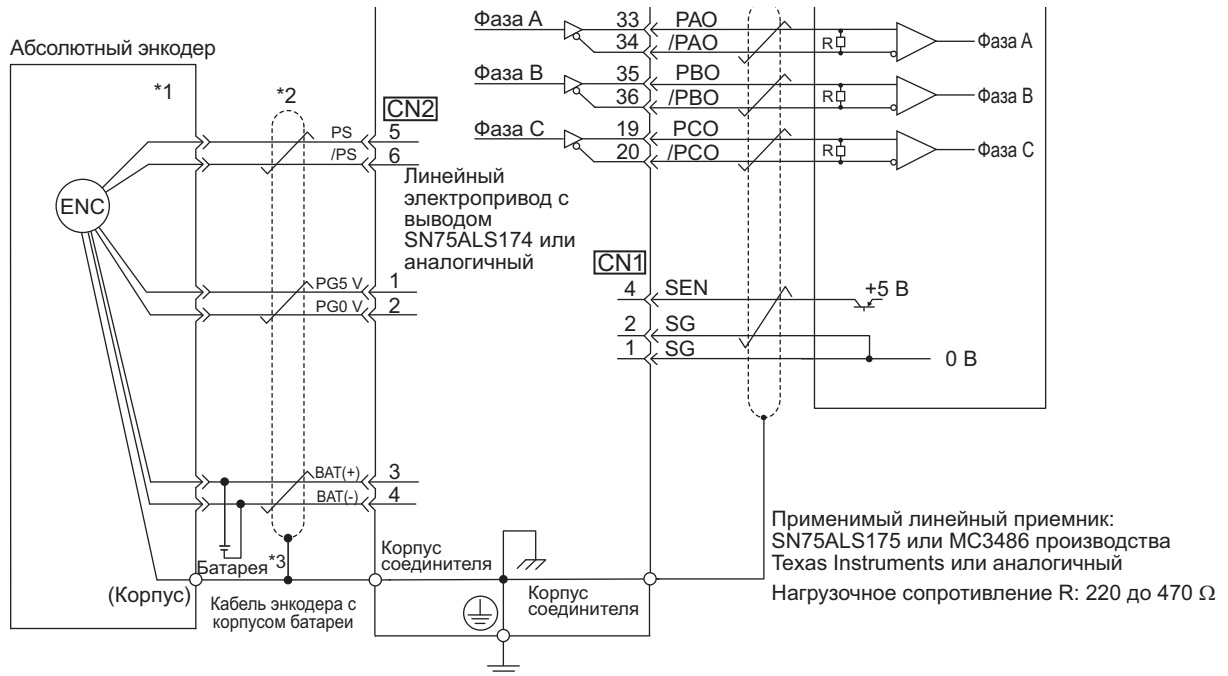 Абсолютный энкодер
*1
*2
ENC
PS
/PS
CN2
5
6
Линейный
электропривод с
выводом
SN75ALS174 или
аналогичный
PG5 V
PG0 V
1
2
BAT(+)
BAT(-)
3
4
Батарея
*3
(Корпус)
Кабель энкодера с
корпусом батареи
Корпус
соединителя
Корпус
соединителя
Фаза A
33
PAO
34
/PAO
R
Фаза A
Фаза B
35
PBO
36
/PBO
R
Фаза B
Фаза C
19
PCO
20
/PCO
R
Фаза C
CN1
4
SEN
+5 В
2
SG
1
SG
0 В
Применимый линейный приемник:
SN75ALS175 или MC3486 производства
Texas Instruments или аналогичный
Нагрузочное сопротивление R: 220 до 470 Ω